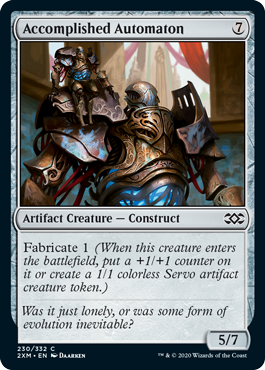 Accomplished Automaton 7
Artifact Creature — Construct
Fabricate 1 (When this creature enters
the battlefield, put a +1/+1 counter on
it or create a 1/1 colorless Servo artifact
creature token.)
Was it just lonely, or was some form of
evolution inevitable?
5/7
230/332 C
2XM • EN Daarken
™ & © 2020 Wizards of the Coast